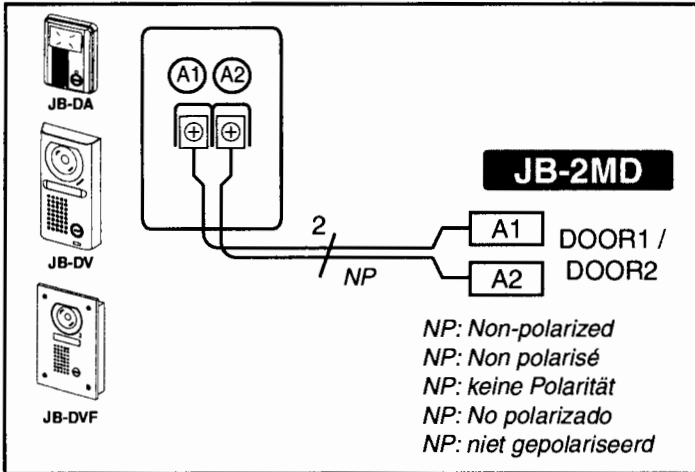 JB-DA
JB-DV
JB-DVF
A1 A2
2
NP
JB-2MD
A1
A2
DOOR1 /
DOOR2
NP: Non-polarized
NP: Non polarisé
NP: keine Polarität
NP: No polarizado
NP: niet gepolariseerd